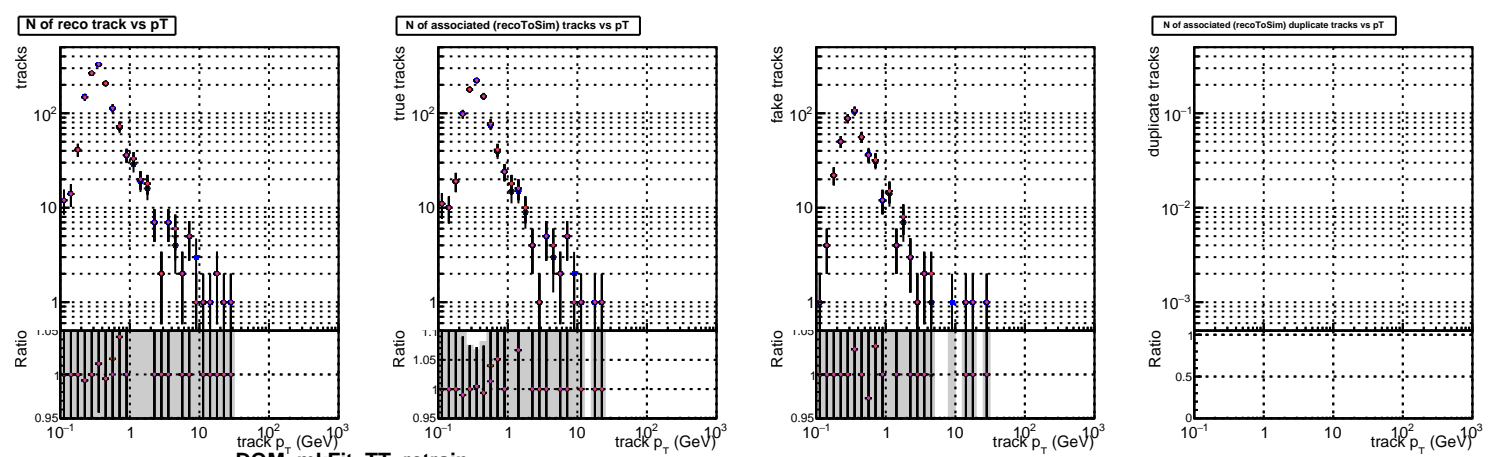 N of reco track vs pT
N of associated (recoToSim) tracks vs pT
N of associated (recoToSim) duplicate tracks vs pT
tracks
10²
10
1
Ratio
1.05
1
0.95
10⁻¹ 1 10 10² 10³
track p_T (GeV)
true tracks
10²
10
1
Ratio
1.1
1.05
1
0.95
10⁻¹ 1 10 10² 10³
track p_T (GeV)
fake tracks
10²
10
1
Ratio
1.05
1
0.95
10⁻¹ 1 10 10² 10³
track p_T (GeV)
duplicate tracks
10⁻¹
10⁻²
10⁻³
Ratio
1
0.5
0
10⁻¹ 1 10 10² 10³
track p_T (GeV)